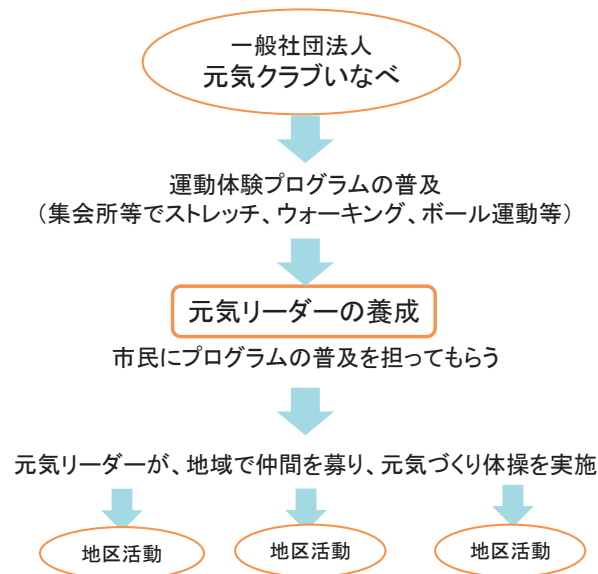 一般社団法人
元気クラブいなべ
運動体験プログラムの普及
（集会所等でストレッチ、ウォーキング、ボール運動等）
元気リーダーの養成
市民にプログラムの普及を担ってもらう
元気リーダーが、地域で仲間を募り、元気づくり体操を実施
地区活動
地区活動
地区活動